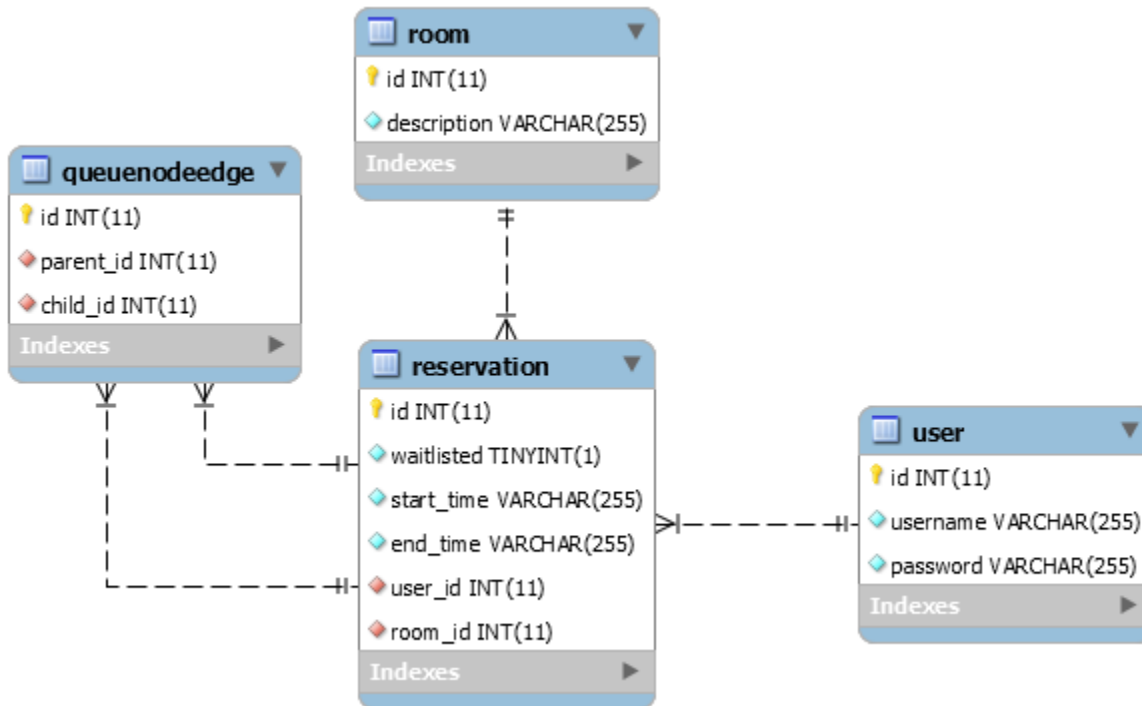 room
id INT(11)
description VARCHAR(255)
Indexes
queuenodeedge
id INT(11)
parent_id INT(11)
child_id INT(11)
Indexes
reservation
id INT(11)
waitlisted TINYINT(1)
start_time VARCHAR(255)
end_time VARCHAR(255)
user_id INT(11)
room_id INT(11)
Indexes
user
id INT(11)
username VARCHAR(255)
password VARCHAR(255)
Indexes